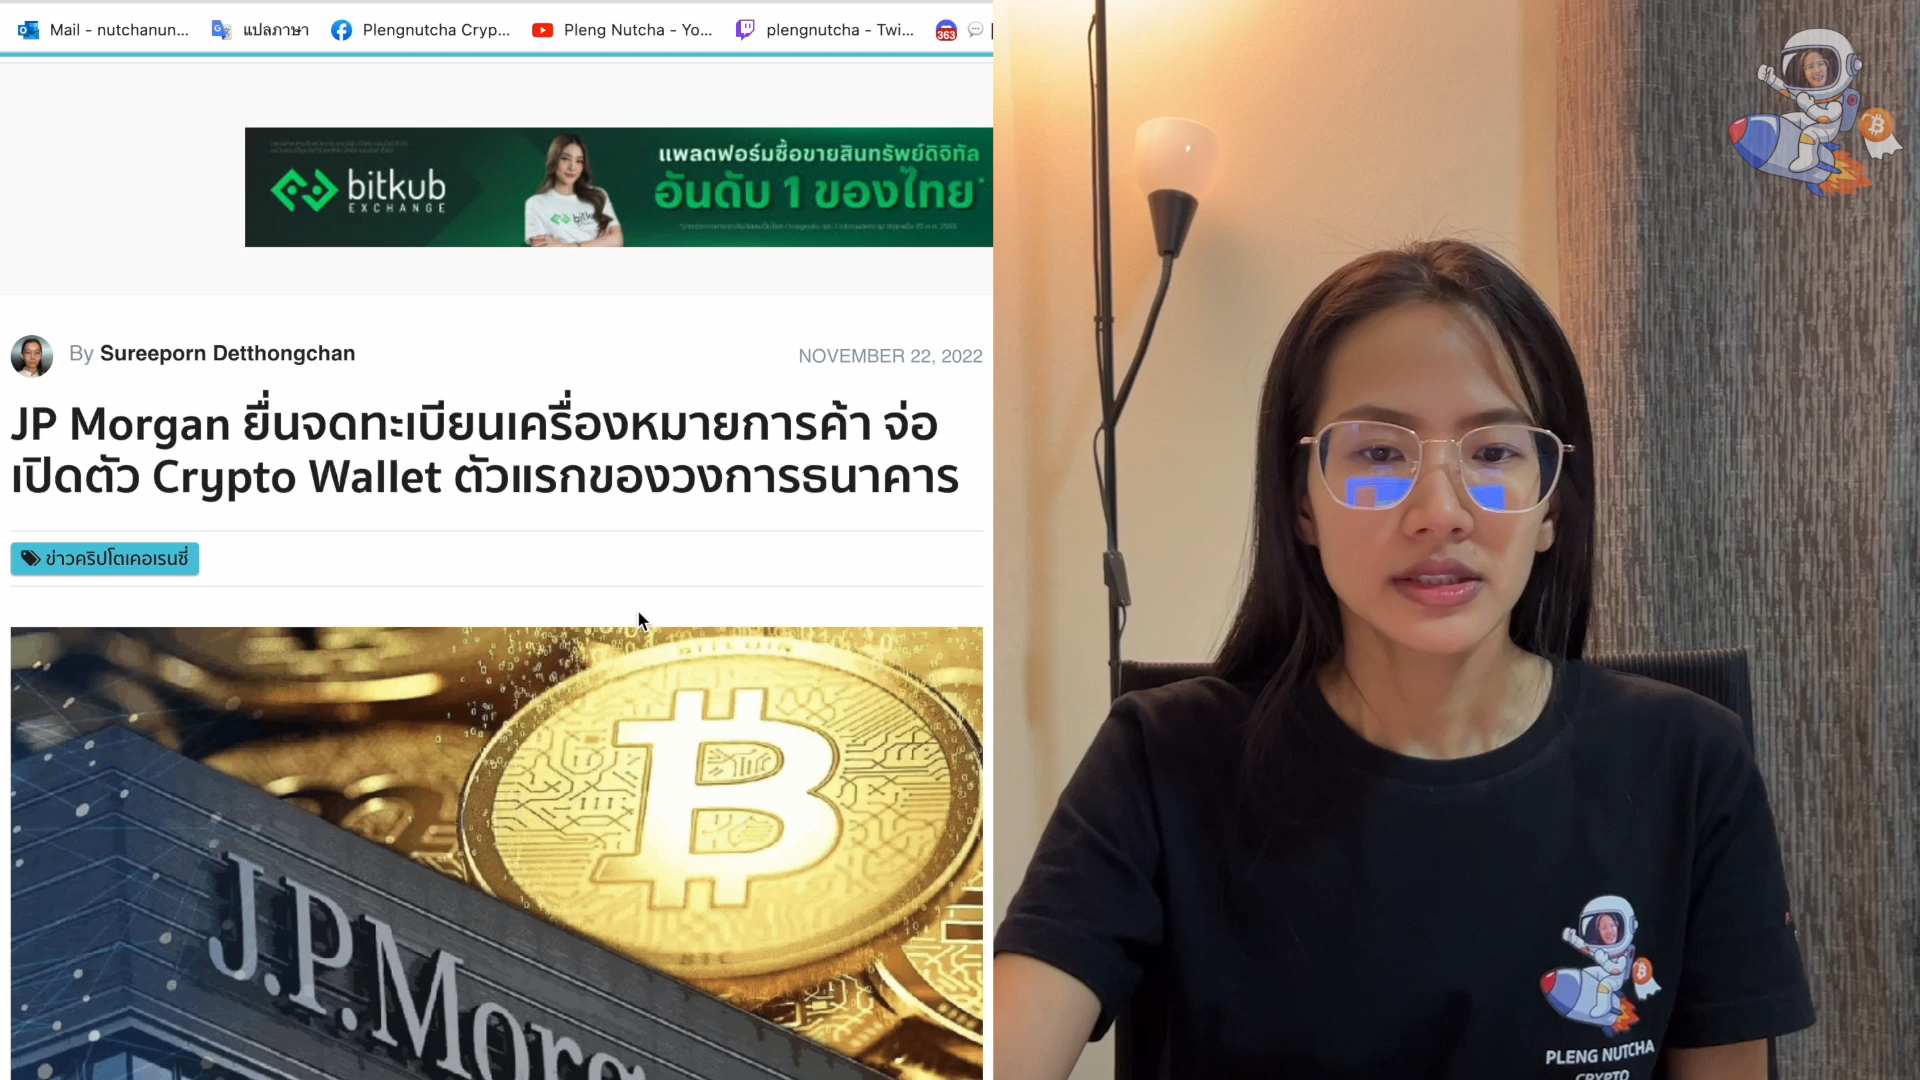 Mail - nutchanun...
แปลภาษา
Plengnutcha Cryp...
Pleng Nutcha - Yo...
plengnutcha - Twi...
363
bitkub
EXCHANGE
แพลตฟอร์มซื้อขายสินทรัพย์ดิจิทัล
อันดับ 1 ของไทย*
By Sureeporn Detthongchan
NOVEMBER 22, 2022
JP Morgan ยื่นจดทะเบียนเครื่องหมายการค้า จ่อ
เปิดตัว Crypto Wallet ตัวแรกของวงการธนาคาร
ข่าวคริปโตเคอเรนซี่
BTC
J.P.Morg
PLENG NUTCHA
CRYPTO